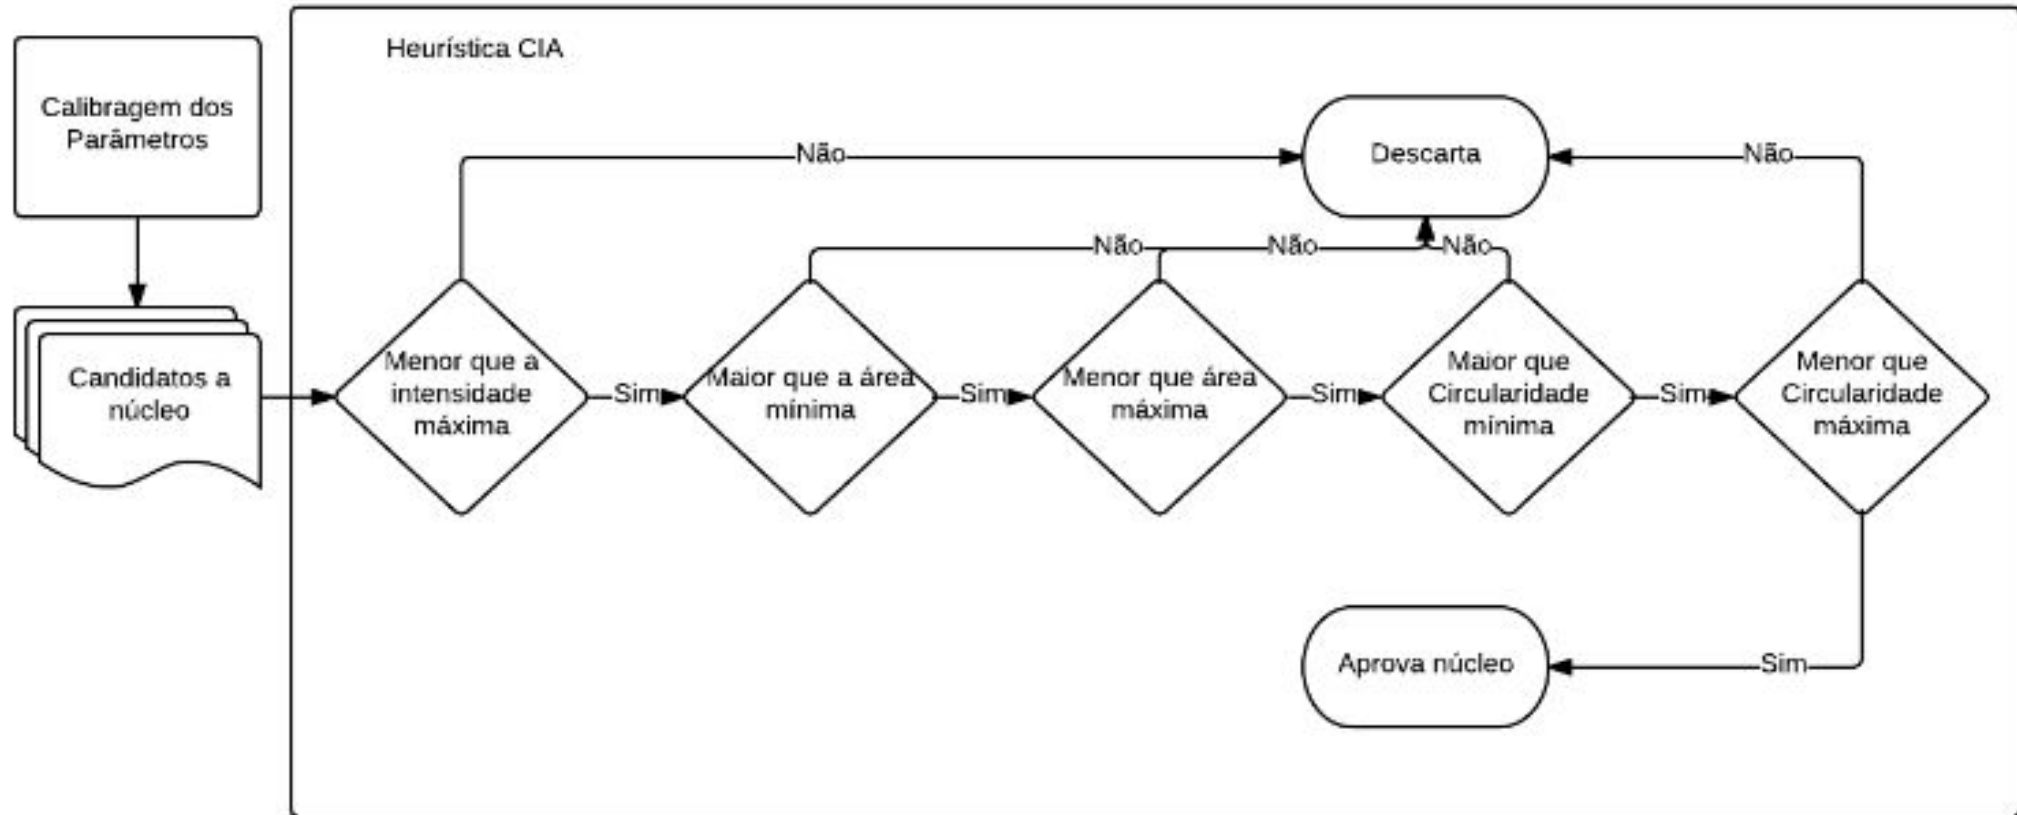 Heurística CIA
Calibragem dos
Parâmetros
Descarta
Não
Não
Não
Não
Não
Candidatos a
núcleo
Menor que a
intensidade
máxima
Sim
Maior que a área
mínima
Sim
Menor que área
máxima
Sim
Maior que
Circularidade
mínima
Sim
Menor que
Circularidade
máxima
Aprova núcleo
Sim